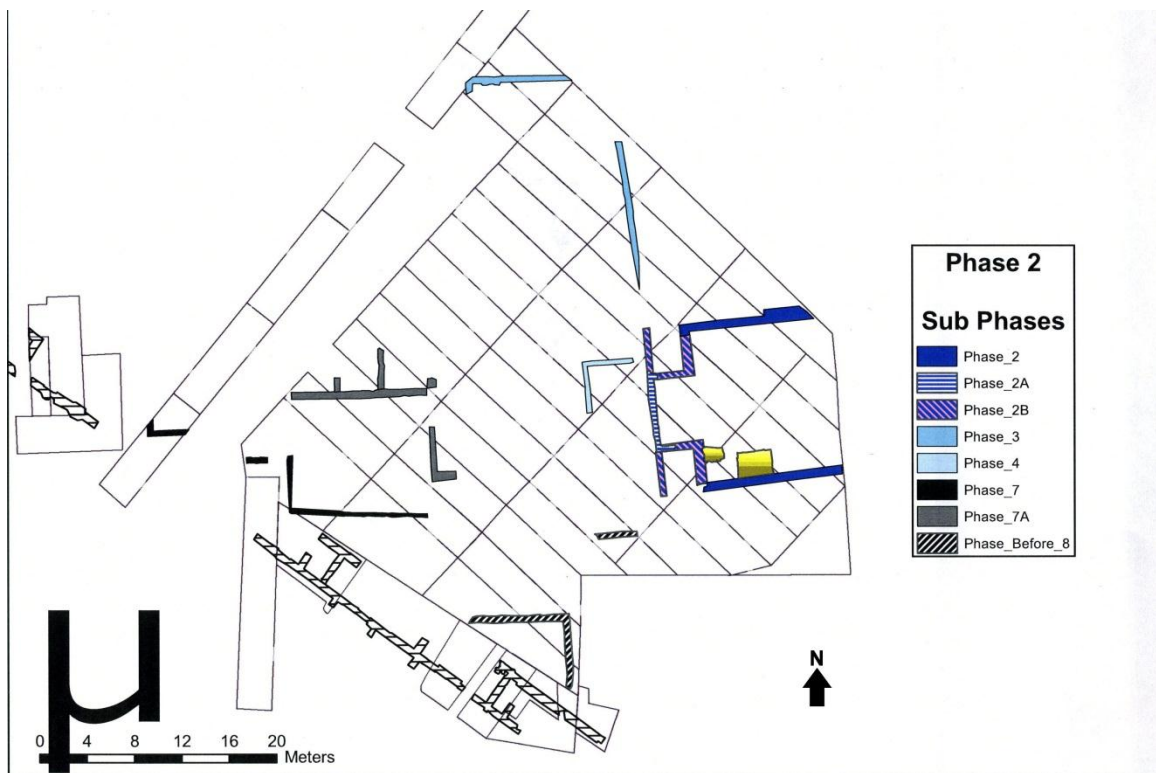 Phase 2
Sub Phases
Phase_2
Phase_2A
Phase_2B
Phase_3
Phase_4
Phase_7
Phase_7A
Phase_Before_8
N
µ
0 4 8 12 16 20
Meters